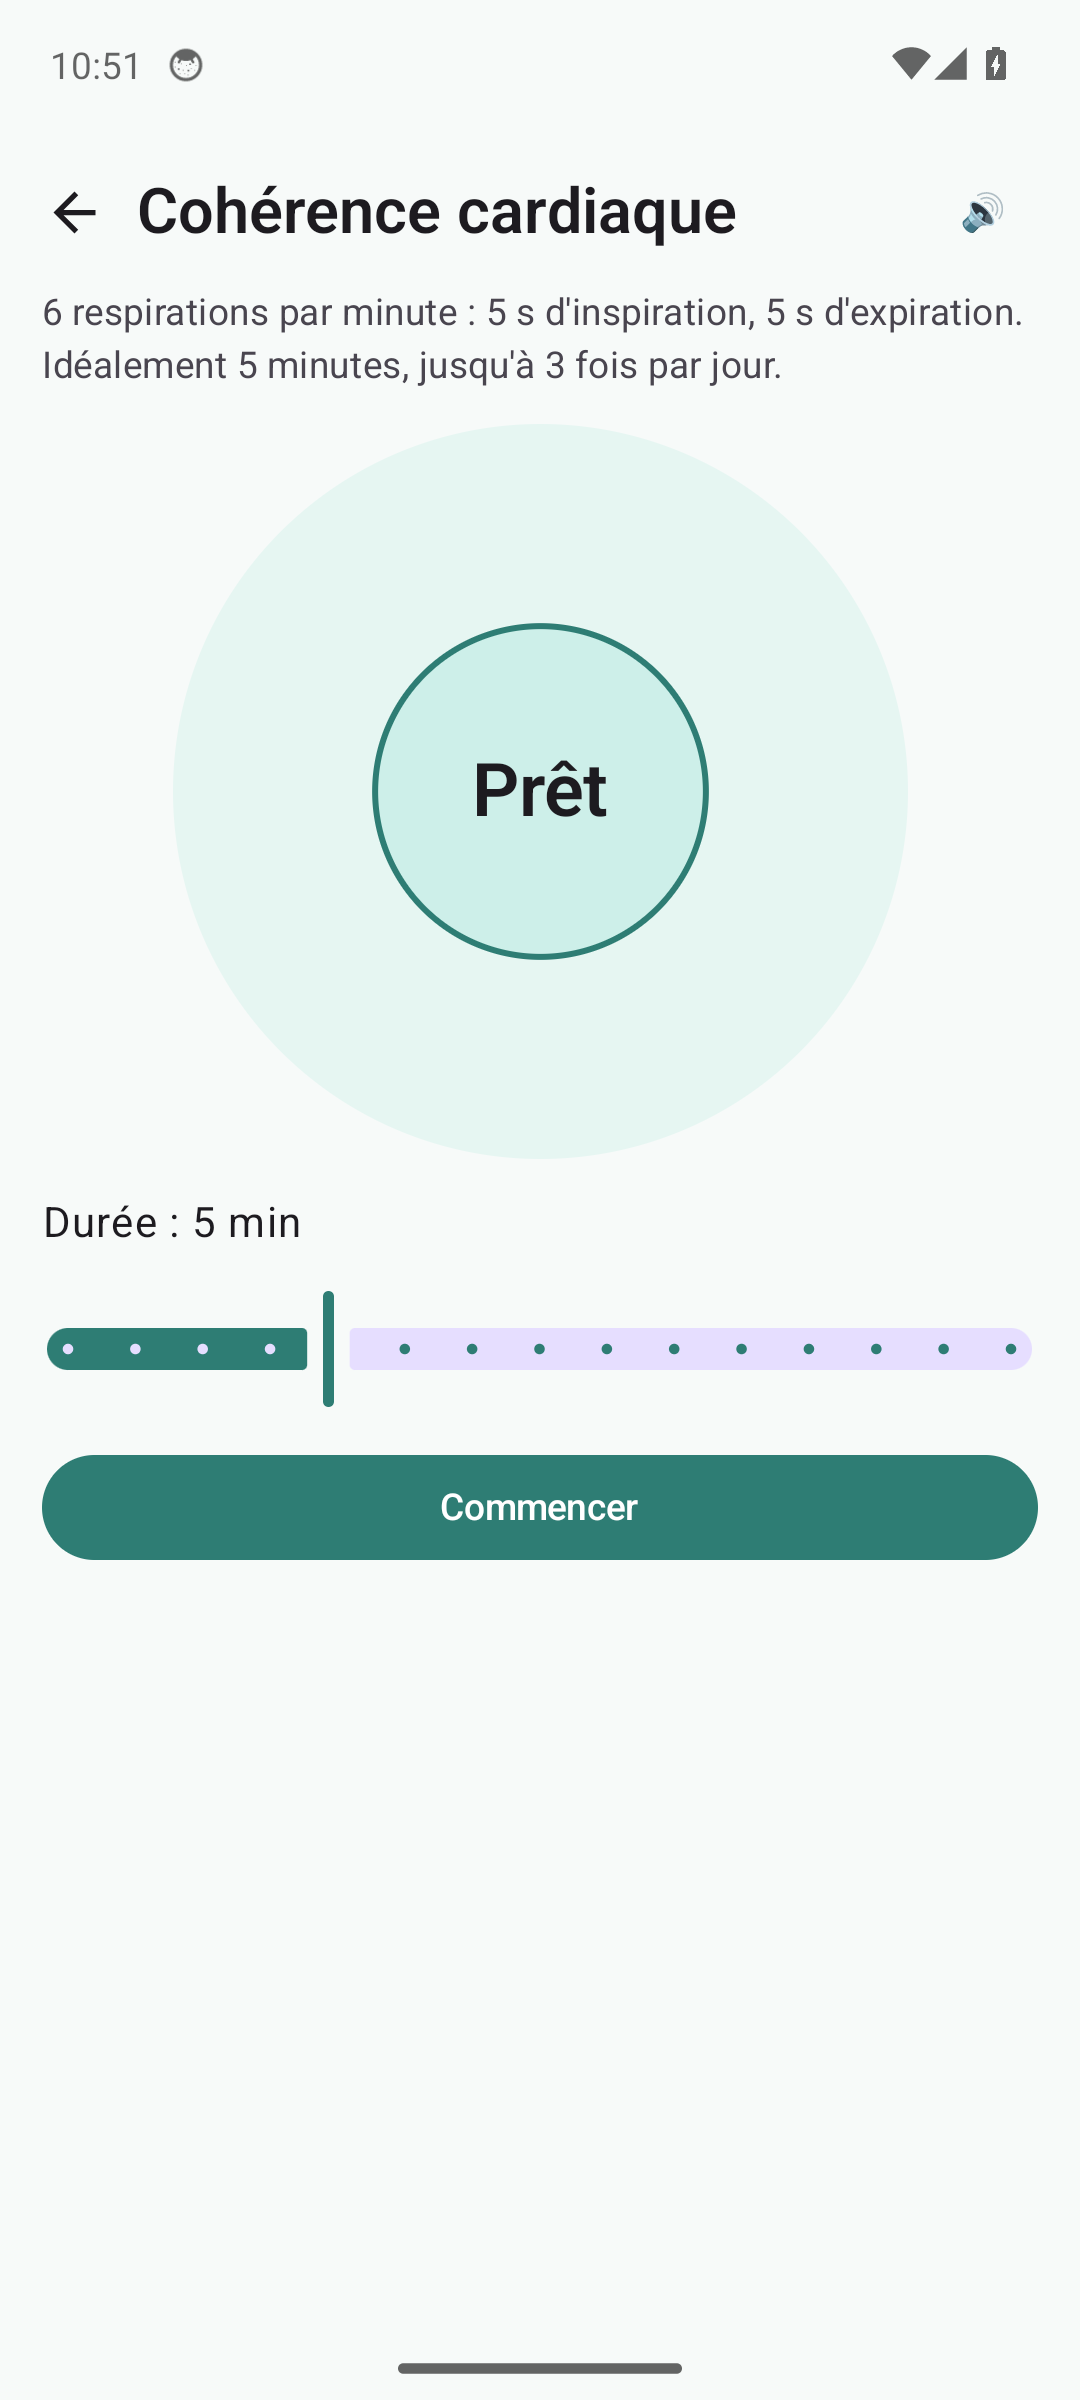 10:51
Cohérence cardiaque
6 respirations par minute : 5 s d'inspiration, 5 s d'expiration.
Idéalement 5 minutes, jusqu'à 3 fois par jour.
Prêt
Durée : 5 min
Commencer